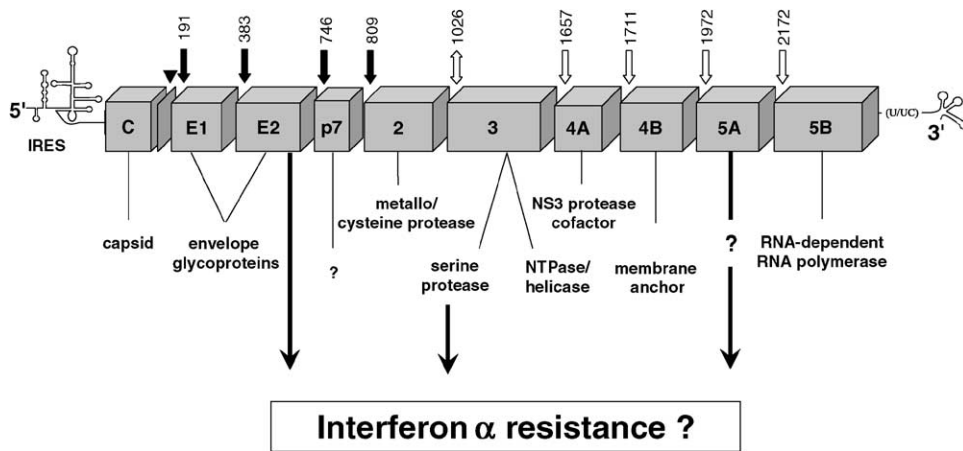 191 383 746 809 1026 1657 1711 1972 2172
5' C E1 E2 p7 2 3 4A 4B 5A 5B (U/UC) 3'
IRES
capsid
envelope
glycoproteins
?
metallo/
cysteine protease
serine
protease
NTPase/
helicase
NS3 protease
cofactor
membrane
anchor
?
RNA-dependent
RNA polymerase
Interferon α resistance ?